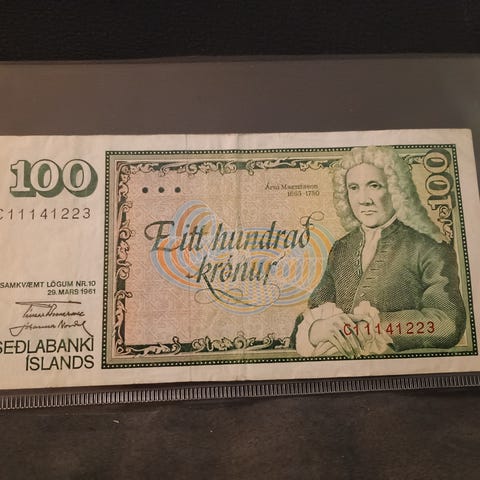 100
C11141223
SAMKVÆMT LÖGUM NR.10
29. MARS 1961
SEÐLABANKI
ÍSLANDS
Árni Magnússon
1663-1730
Eitt hundrað
krónur
100
C11141223